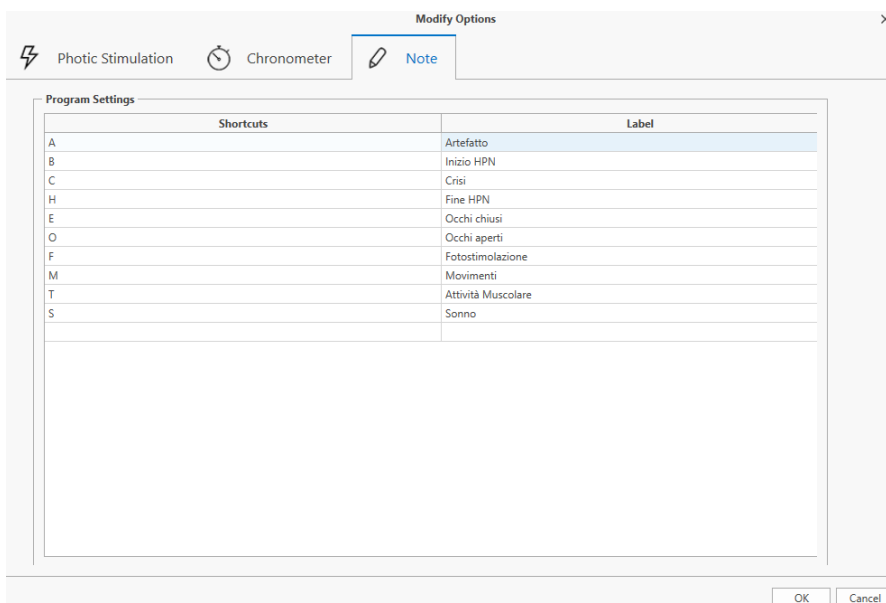 Modify Options
Photic Stimulation Chronometer Note
Program Settings
Shortcuts Label
A Artefatto
B Inizio HPN
C Crisi
H Fine HPN
E Occhi chiusi
O Occhi aperti
F Fotostimolazione
M Movimenti
T Attività Muscolare
S Sonno
OK Cancel